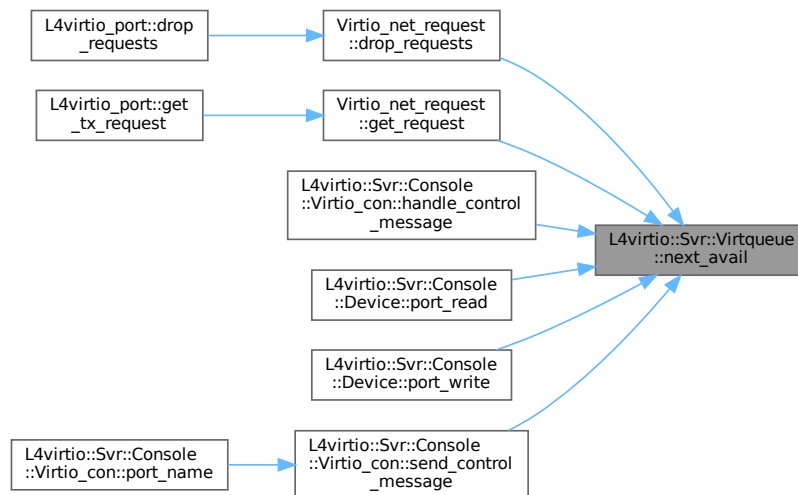 L4virtio_port::drop
_requests
Virtio_net_request
::drop_requests
L4virtio_port::get
_tx_request
Virtio_net_request
::get_request
L4virtio::Svr::Console
::Virtio_con::handle_control
_message
L4virtio::Svr::Virtqueue
::next_avail
L4virtio::Svr::Console
::Device::port_read
L4virtio::Svr::Console
::Device::port_write
L4virtio::Svr::Console
::Virtio_con::port_name
L4virtio::Svr::Console
::Virtio_con::send_control
_message